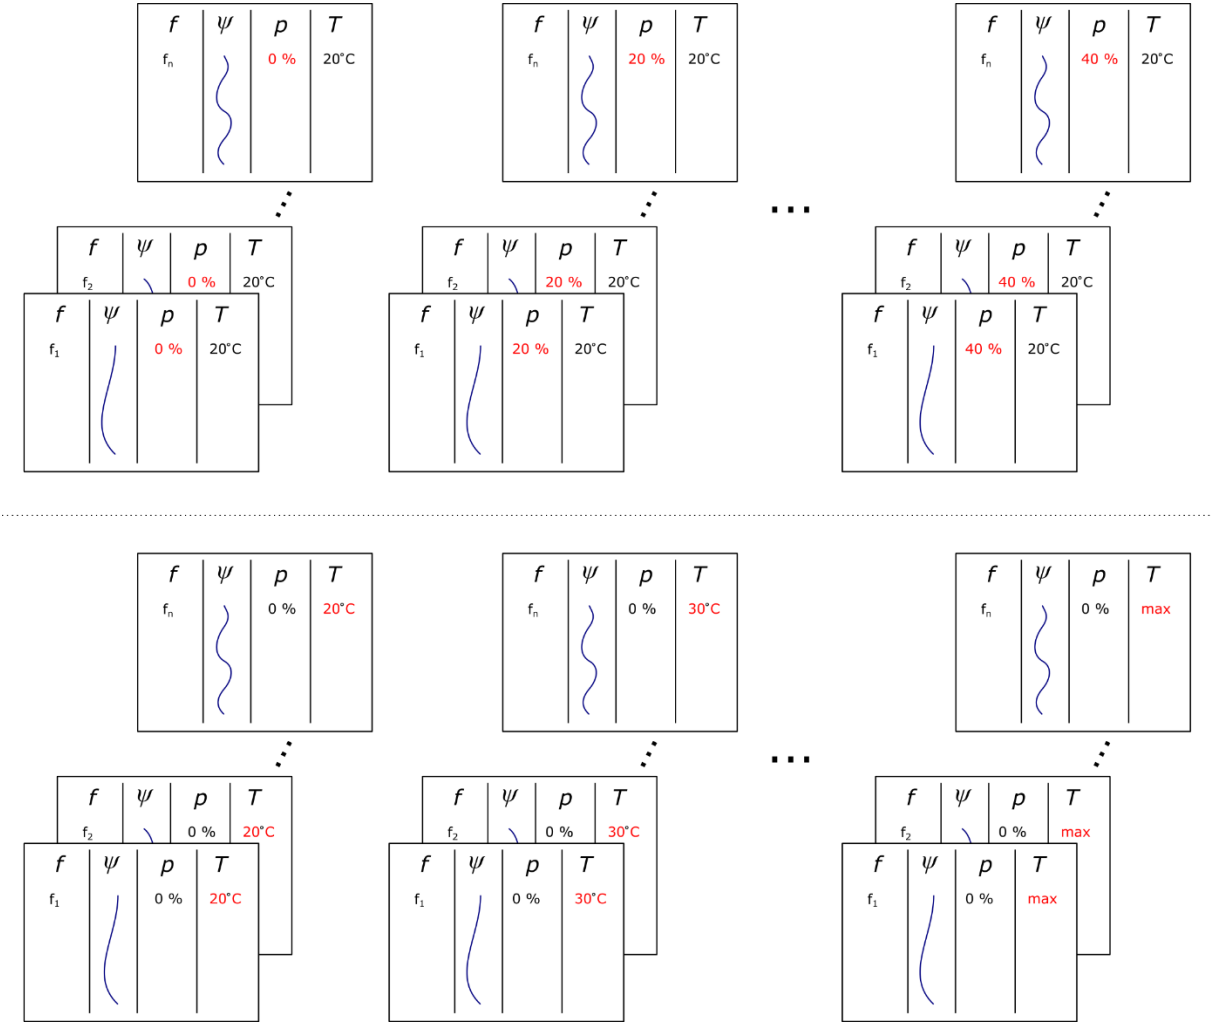 f ψ p T
fₙ 0 % 20°C
f ψ p T
fₙ 20 % 20°C
f ψ p T
fₙ 40 % 20°C
...
...
...
...
f ψ p T
f₂ 0 % 20°C
f ψ p T
f₂ 20 % 20°C
f ψ p T
f₂ 40 % 20°C
f ψ p T
f₁ 0 % 20°C
f ψ p T
f₁ 20 % 20°C
f ψ p T
f₁ 40 % 20°C
f ψ p T
fₙ 0 % 20°C
f ψ p T
fₙ 0 % 30°C
f ψ p T
fₙ 0 % max
...
...
...
...
f ψ p T
f₂ 0 % 20°C
f ψ p T
f₂ 0 % 30°C
f ψ p T
f₂ 0 % max
f ψ p T
f₁ 0 % 20°C
f ψ p T
f₁ 0 % 30°C
f ψ p T
f₁ 0 % max